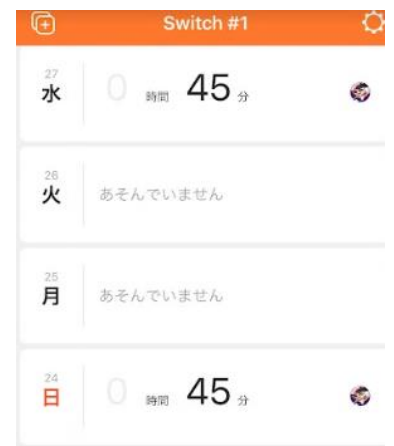 Switch #1
27
水
0 時間 45 分
26
火
あそんでいません
25
月
あそんでいません
24
日
0 時間 45 分